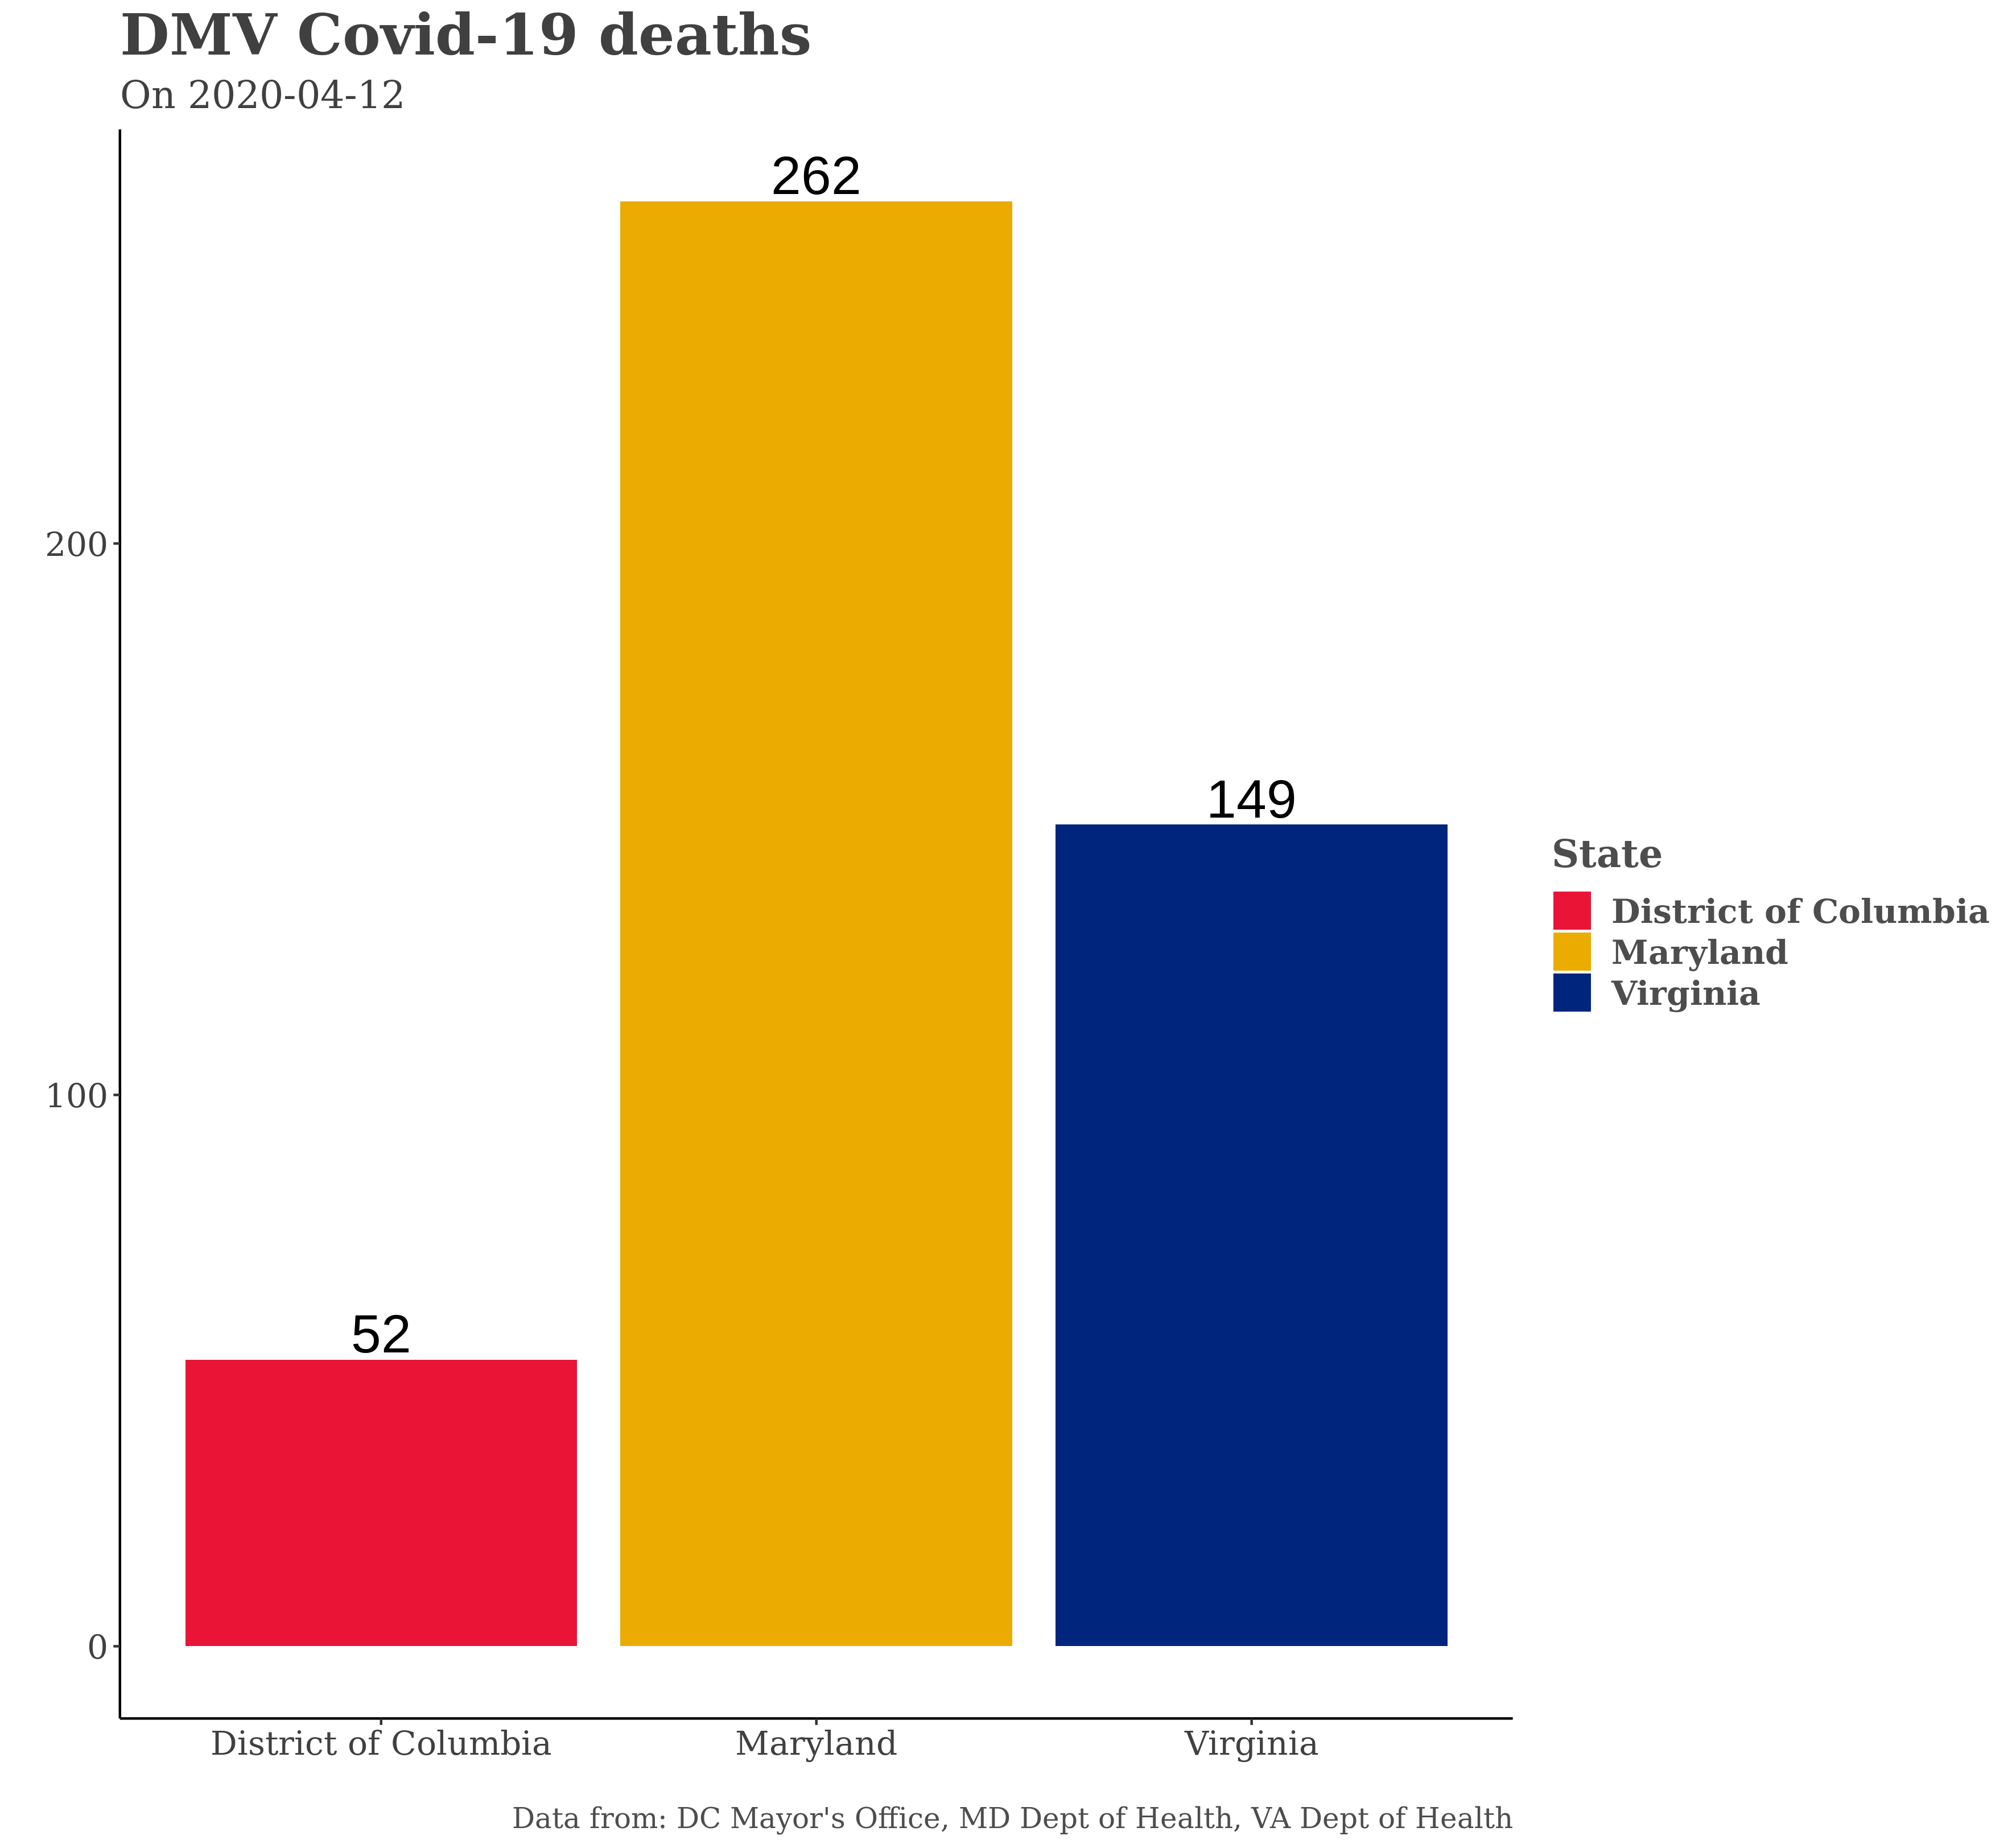 DMV Covid-19 deaths
On 2020-04-12
262
200
149
State
District of Columbia
Maryland
Virginia
100
52
0
District of Columbia Maryland Virginia
Data from: DC Mayor's Office, MD Dept of Health, VA Dept of Health